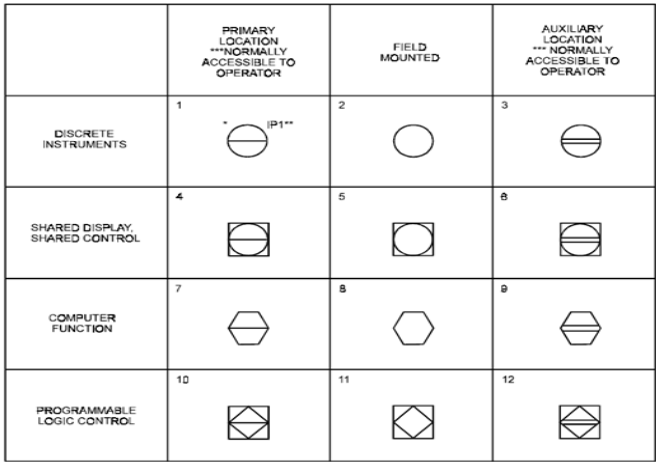 PRIMARY
LOCATION
***NORMALLY
ACCESSIBLE TO
OPERATOR
FIELD
MOUNTED
AUXILIARY
LOCATION
*** NORMALLY
ACCESSIBLE TO
OPERATOR
DISCRETE
INSTRUMENTS
1
* IP1**
2
3
SHARED DISPLAY,
SHARED CONTROL
4
5
6
COMPUTER
FUNCTION
7
8
9
PROGRAMMABLE
LOGIC CONTROL
10
11
12